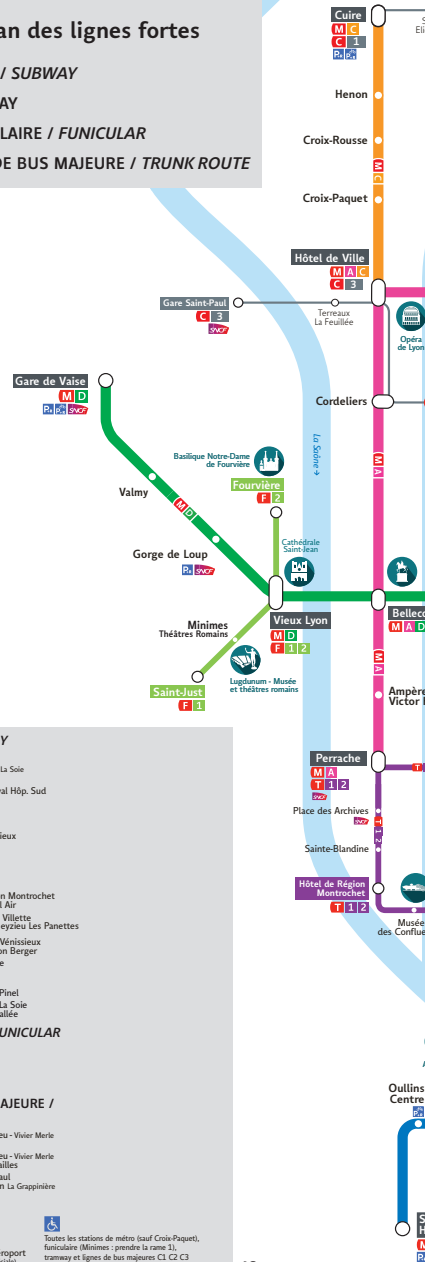 an des lignes fortes
/ SUBWAY
AY
LAIRE / FUNICULAR
DE BUS MAJEURE / TRUNK ROUTE
Cuire
M C
C 1
P+R
Henon
Croix-Rousse
M C
Croix-Paquet
Hôtel de Ville
M A C
C 3
Gare Saint-Paul
C 3
SNCF
Terreaux
La Feuillée
Opéra
de Lyon
Cordeliers
Gare de Vaise
M D
P+R SNCF
La Saône
M A
Basilique Notre-Dame
de Fourvière
Fourvière
F 2
Valmy
M D
Gorge de Loup
P+R SNCF
Cathédrale
Saint-Jean
Vieux Lyon
M D
F 1 2
Bellec
M A D
Minimes
Théâtres Romains
Lugdunum - Musée
et théâtres romains
Saint-Just
F 1
M A
Ampère
Victor
Perrache
M A
T 1 2
SNCF
T
Place des Archives
SNCF
T 1 2
Sainte-Blandine
Hôtel de Région
Montrochet
T 1 2
Musée
des Conflue
Y
La Soie
al Hôp. Sud
ieux
n Montrochet
l Air
Villette
eyzieu Les Panettes
Vénissieux
on Berger
e
Pinel
La Soie
allée
UNICULAR
AJEURE /
eu - Vivier Merle
eu - Vivier Merle
ailles
aul
n La Grappinière
Oullins
Centre
Toutes les stations de métro (sauf Croix-Paquet),
funiculaire (Minimes : prendre la rame 1),
tramway et lignes de bus majeures C1 C2 C3
éroport
S
H
M